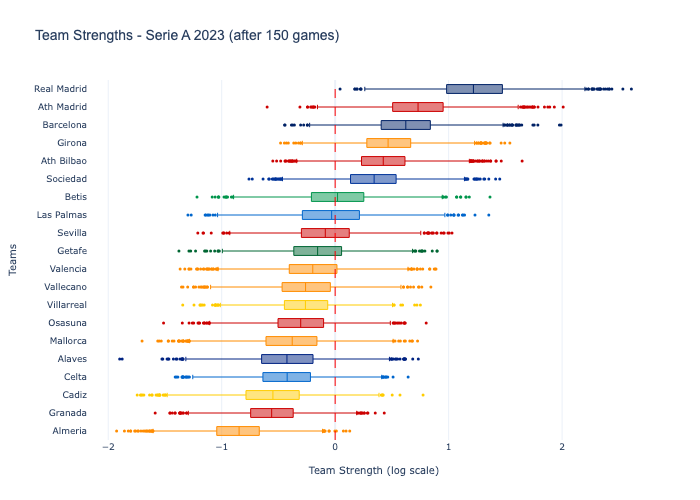 Team Strengths - Serie A 2023 (after 150 games)
Real Madrid
Ath Madrid
Barcelona
Girona
Ath Bilbao
Sociedad
Betis
Las Palmas
Sevilla
Getafe
Valencia
Vallecano
Villarreal
Osasuna
Mallorca
Alaves
Celta
Cadiz
Granada
Almeria
Teams
−2 −1 0 1 2
Team Strength (log scale)